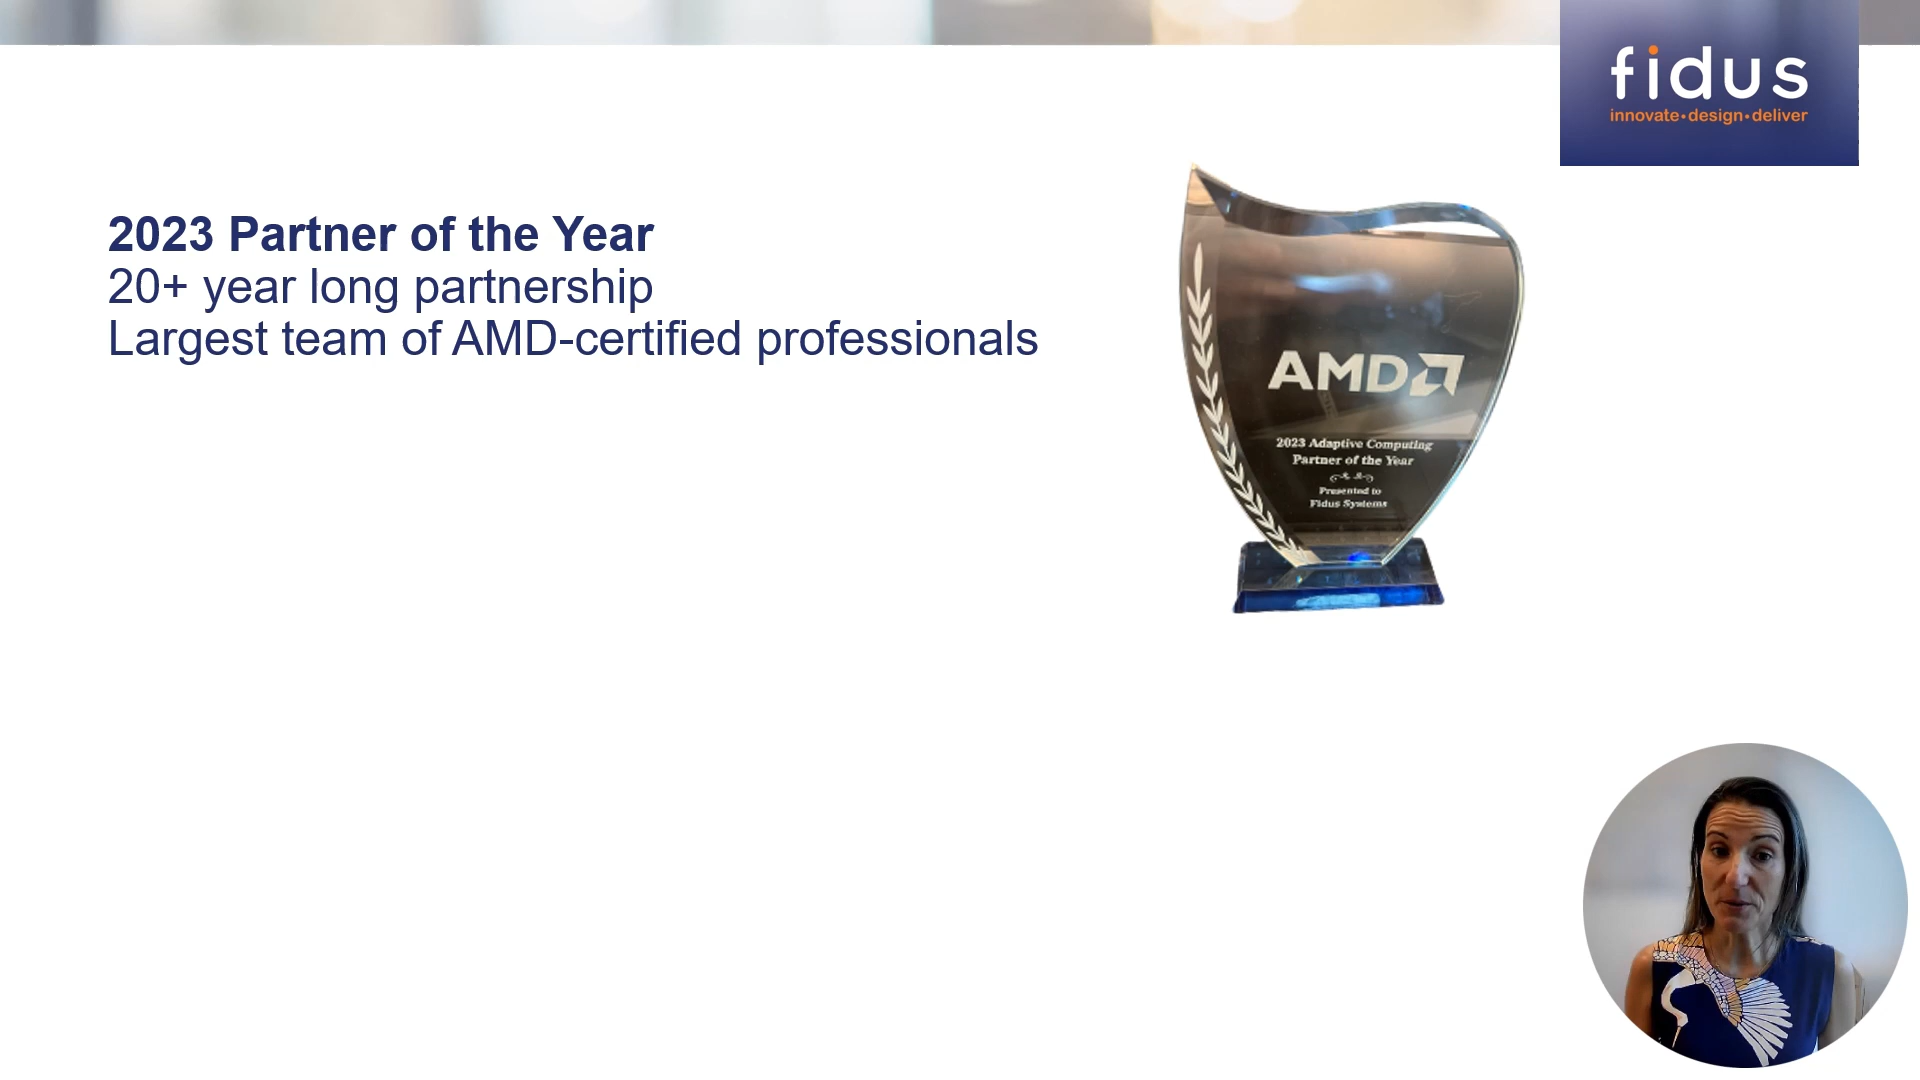 fidus
innovate•design•deliver
2023 Partner of the Year
20+ year long partnership
Largest team of AMD-certified professionals
AMD
2023 Adaptive Computing
Partner of the Year
Presented to
Fidus Systems